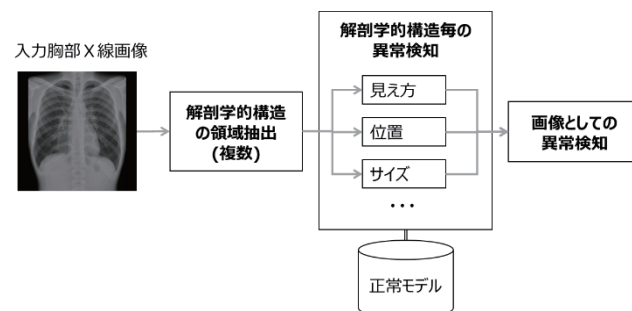 入力胸部X線画像
解剖学的構造
の領域抽出
(複数)
解剖学的構造毎の
異常検知
見え方
位置
サイズ
・・・
画像としての
異常検知
正常モデル